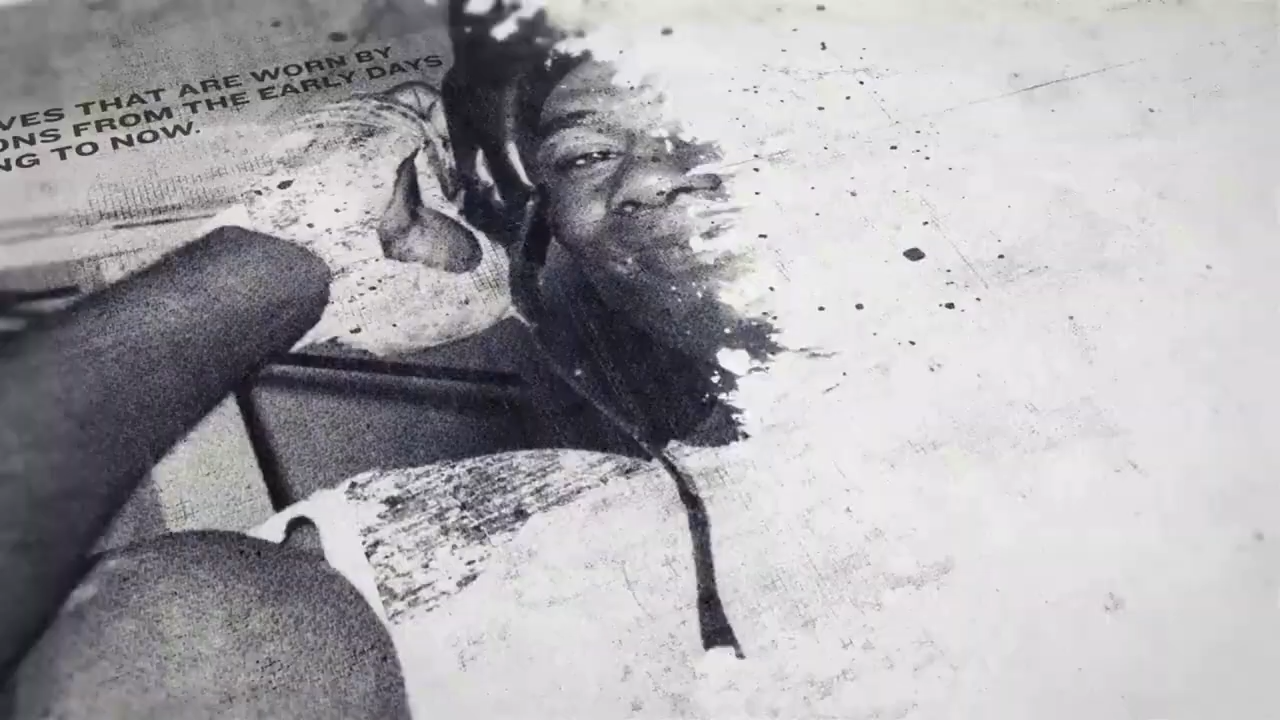 VES THAT ARE WORN BY
ONS FROM THE EARLY DAYS
NG TO NOW.